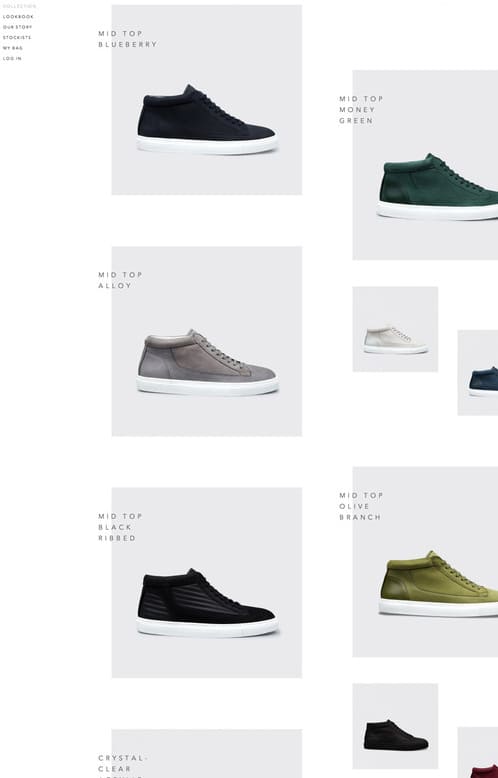 COLLECTION
LOOKBOOK
OUR STORY
STOCKISTS
MY BAG
LOG IN
MID TOP
BLUEBERRY
MID TOP
MONEY
GREEN
MID TOP
ALLOY
MID TOP
OLIVE
BRANCH
MID TOP
BLACK
RIBBED
CRYSTAL-
CLEAR